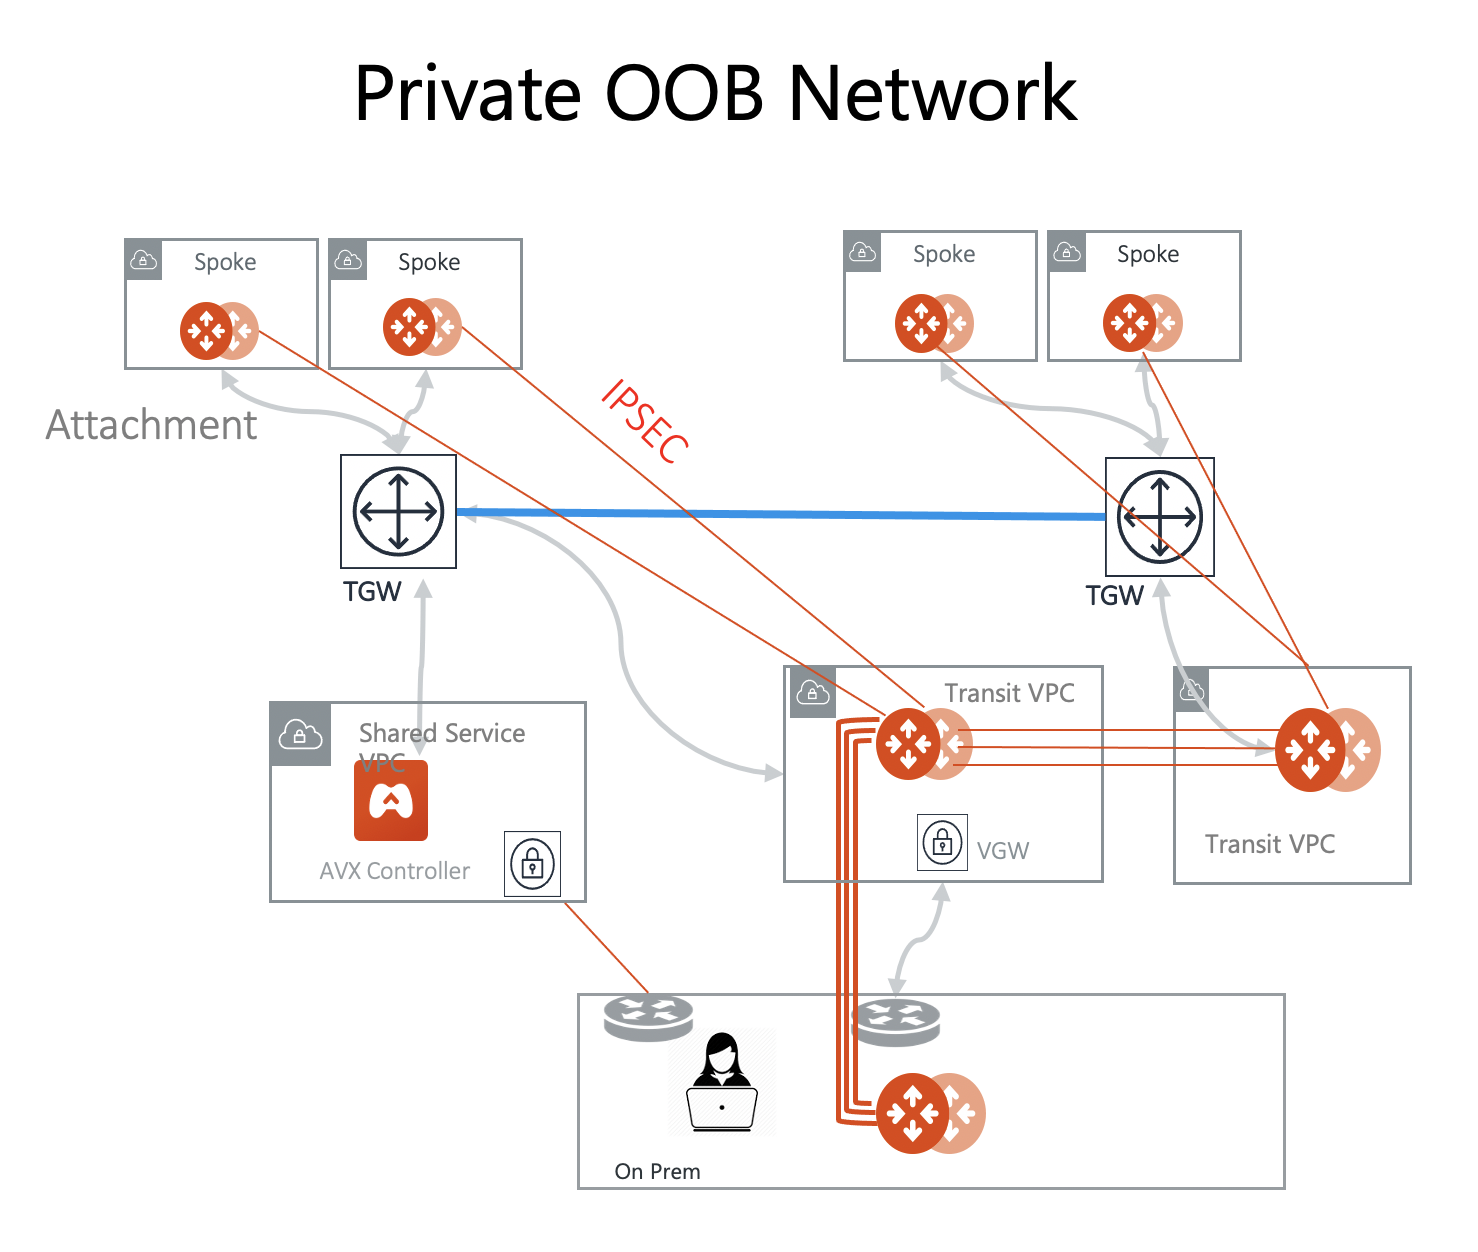 Private OOB Network
Spoke
Spoke
Spoke
Spoke
Attachment
IPSEC
TGW
TGW
Transit VPC
Shared Service
VPC
AVX Controller
VGW
Transit VPC
On Prem